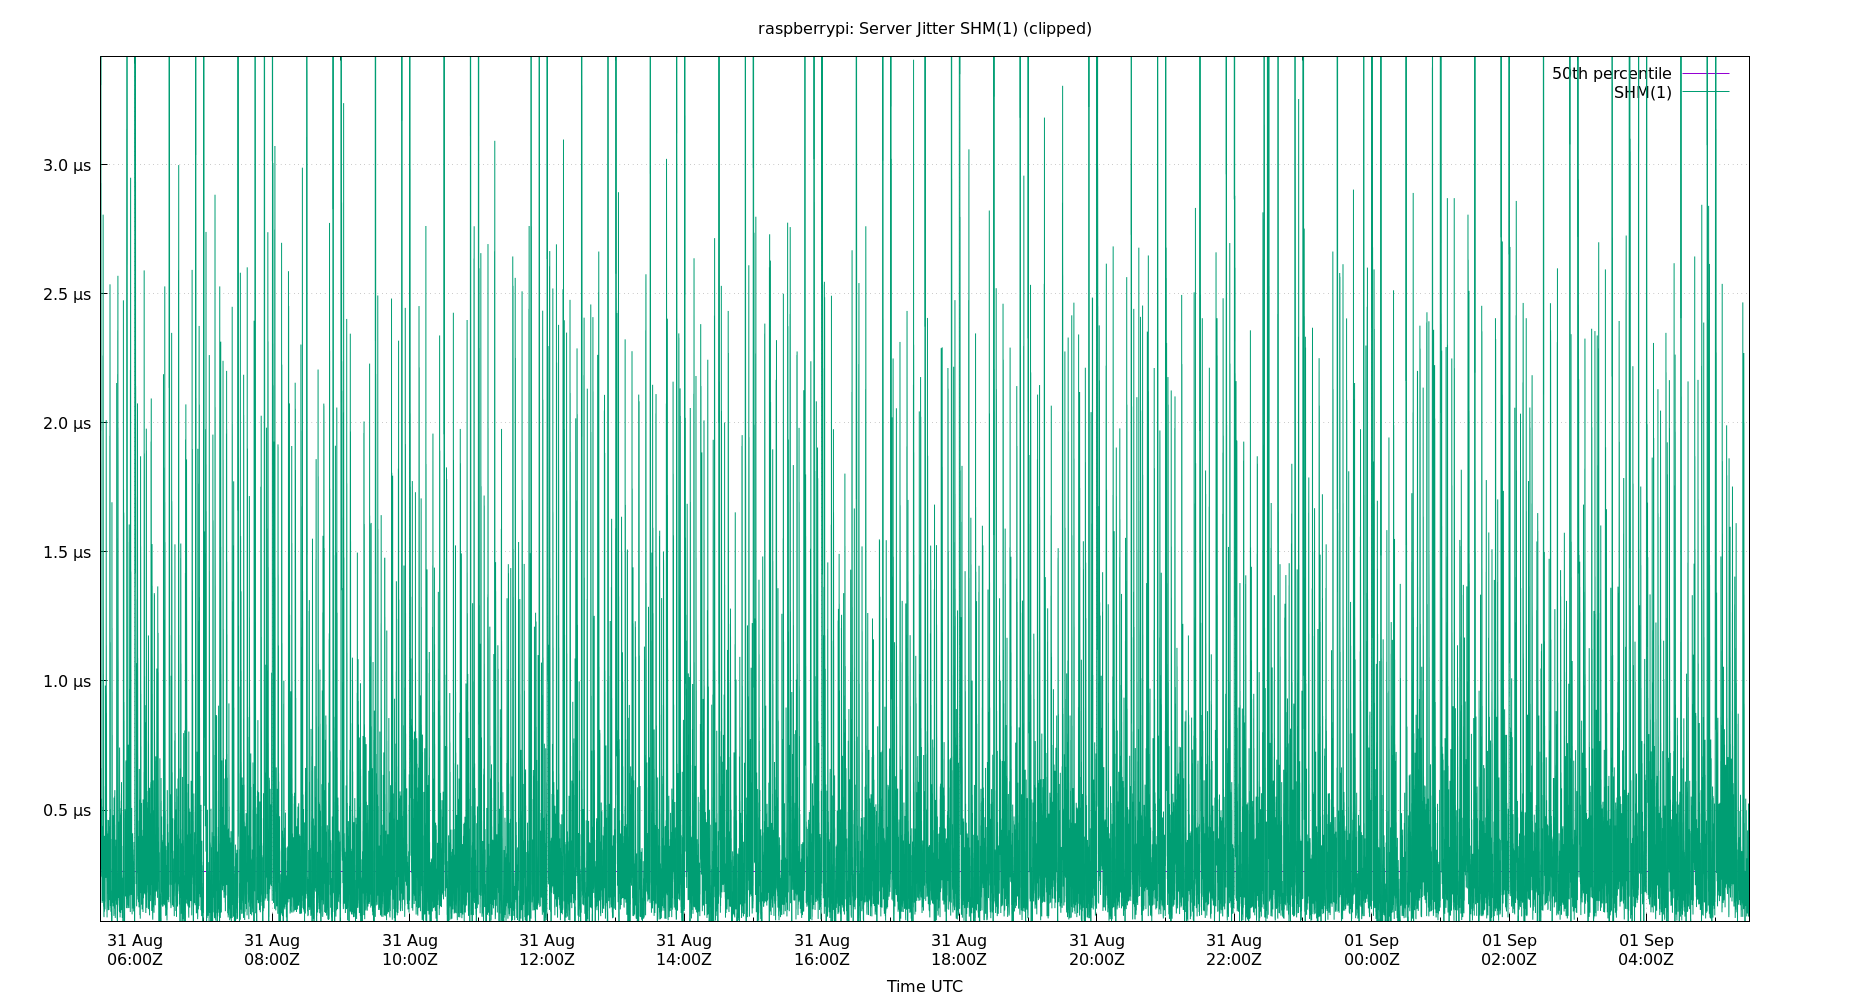 raspberrypi: Server Jitter SHM(1) (clipped)
50th percentile
SHM(1)
3.0 µs
2.5 µs
2.0 µs
1.5 µs
1.0 µs
0.5 µs
31 Aug 31 Aug 31 Aug 31 Aug 31 Aug 31 Aug 31 Aug 31 Aug 31 Aug 01 Sep 01 Sep 01 Sep
06:00Z 08:00Z 10:00Z 12:00Z 14:00Z 16:00Z 18:00Z 20:00Z 22:00Z 00:00Z 02:00Z 04:00Z
Time UTC